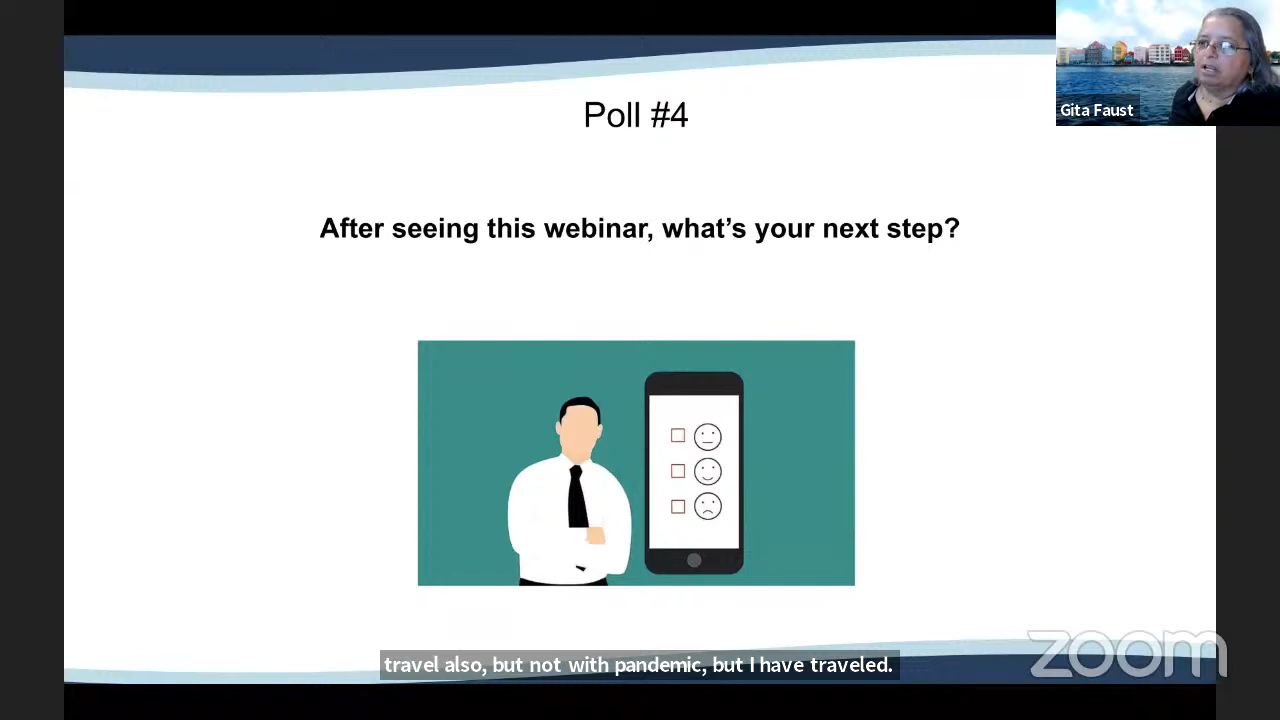 Gita Faust
Poll #4
After seeing this webinar, what's your next step?
travel also, but not with pandemic, but I have traveled.
zoom